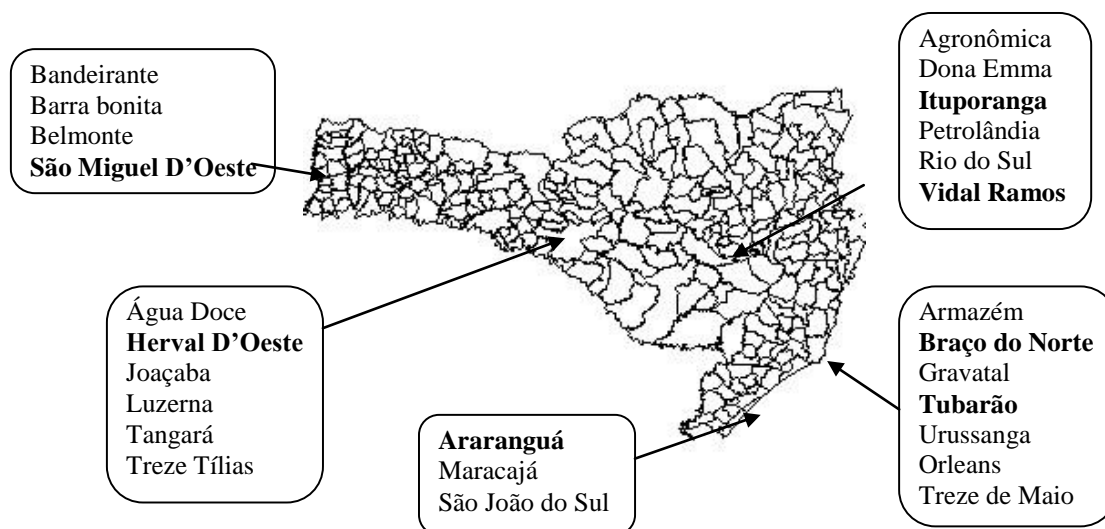 Bandeirante
Barra bonita
Belmonte
São Miguel D’Oeste
Agronômica
Dona Emma
Ituporanga
Petrolândia
Rio do Sul
Vidal Ramos
Água Doce
Herval D’Oeste
Joaçaba
Luzerna
Tangará
Treze Tílias
Araranguá
Maracajá
São João do Sul
Armazém
Braço do Norte
Gravatal
Tubarão
Urussanga
Orleans
Treze de Maio